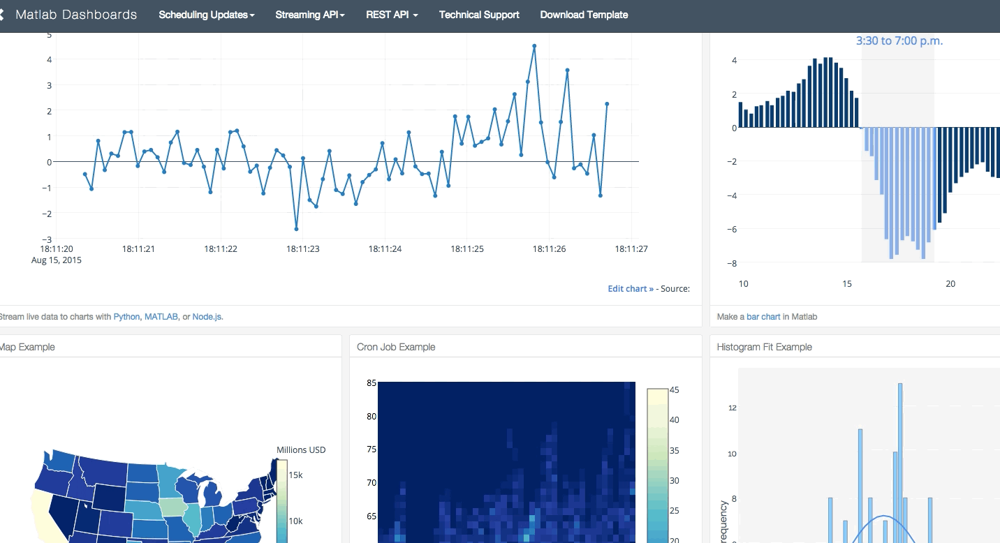 Matlab Dashboards Scheduling Updates Streaming API REST API Technical Support Download Template
5
4
3
2
1
0
−1
−2
−3
18:11:20 18:11:21 18:11:22 18:11:23 18:11:24 18:11:25 18:11:26 18:11:27
Aug 15, 2015
Edit chart » - Source:
Stream live data to charts with Python, MATLAB, or Node.js.
3:30 to 7:00 p.m.
4
2
0
−2
−4
−6
−8
10 15 20
Make a bar chart in Matlab
Map Example
Millions USD
15k
10k
Cron Job Example
85
80
75
70
65
45
40
35
30
25
20
Histogram Fit Example
12
10
8